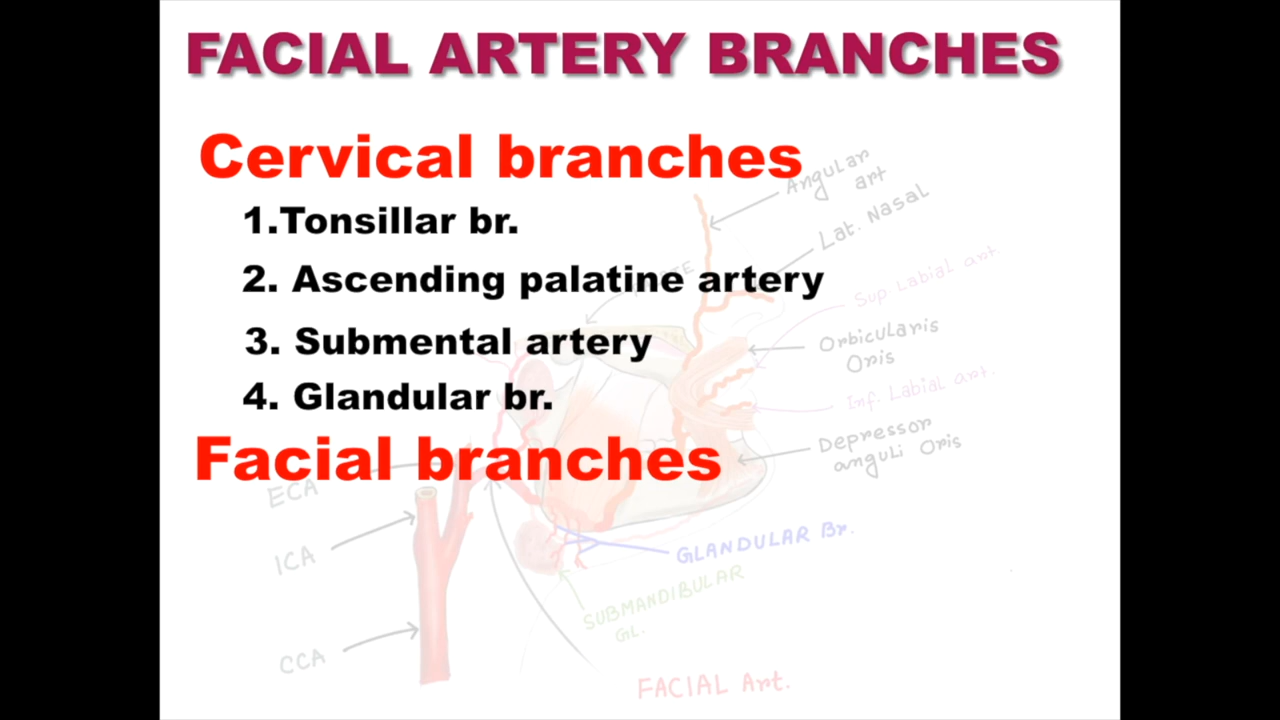 FACIAL ARTERY BRANCHES
Cervical branches
Angular
art
1.Tonsillar br.
Lat. Nasal
2. Ascending palatine artery
Sup Labial art.
3. Submental artery
Orbicularis
Oris
4. Glandular br.
Inf. Labial art.
Facial branches
Depressor
anguli Oris
ECA
ICA
GLANDULAR Br.
SUBMANDIBULAR
GL.
CCA
FACIAL Art.